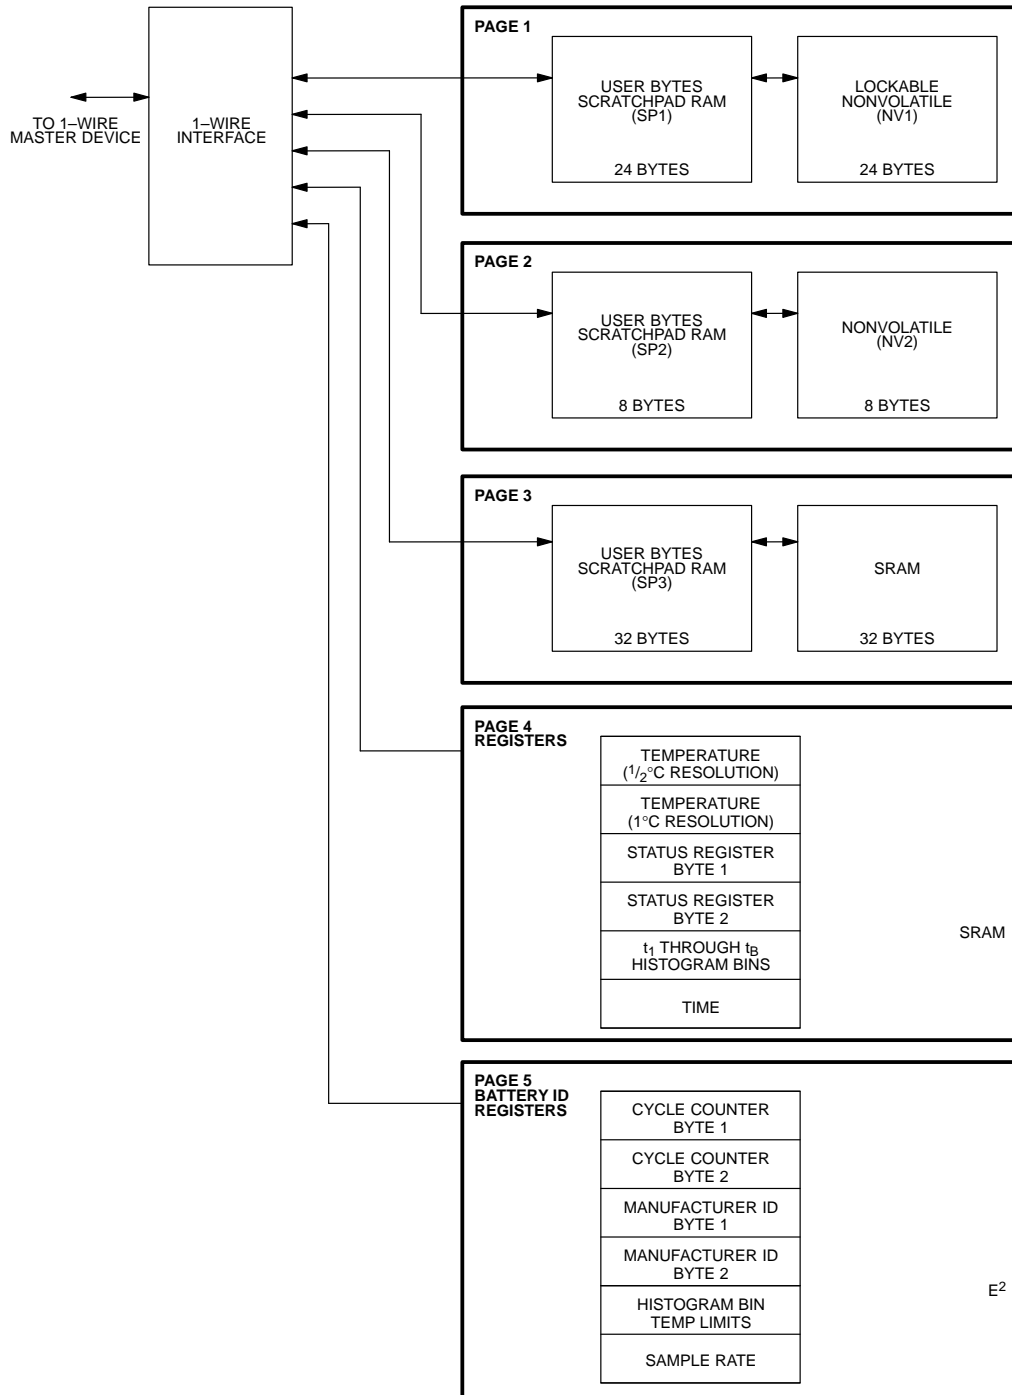 TO 1–WIRE
MASTER DEVICE
1–WIRE
INTERFACE
PAGE 1
USER BYTES
SCRATCHPAD RAM
(SP1)
24 BYTES
LOCKABLE
NONVOLATILE
(NV1)
24 BYTES
PAGE 2
USER BYTES
SCRATCHPAD RAM
(SP2)
8 BYTES
NONVOLATILE
(NV2)
8 BYTES
PAGE 3
USER BYTES
SCRATCHPAD RAM
(SP3)
32 BYTES
SRAM
32 BYTES
PAGE 4
REGISTERS
TEMPERATURE
(1/2°C RESOLUTION)
TEMPERATURE
(1°C RESOLUTION)
STATUS REGISTER
BYTE 1
STATUS REGISTER
BYTE 2
t1 THROUGH tB
HISTOGRAM BINS
TIME
SRAM
PAGE 5
BATTERY ID
REGISTERS
CYCLE COUNTER
BYTE 1
CYCLE COUNTER
BYTE 2
MANUFACTURER ID
BYTE 1
MANUFACTURER ID
BYTE 2
HISTOGRAM BIN
TEMP LIMITS
SAMPLE RATE
E2